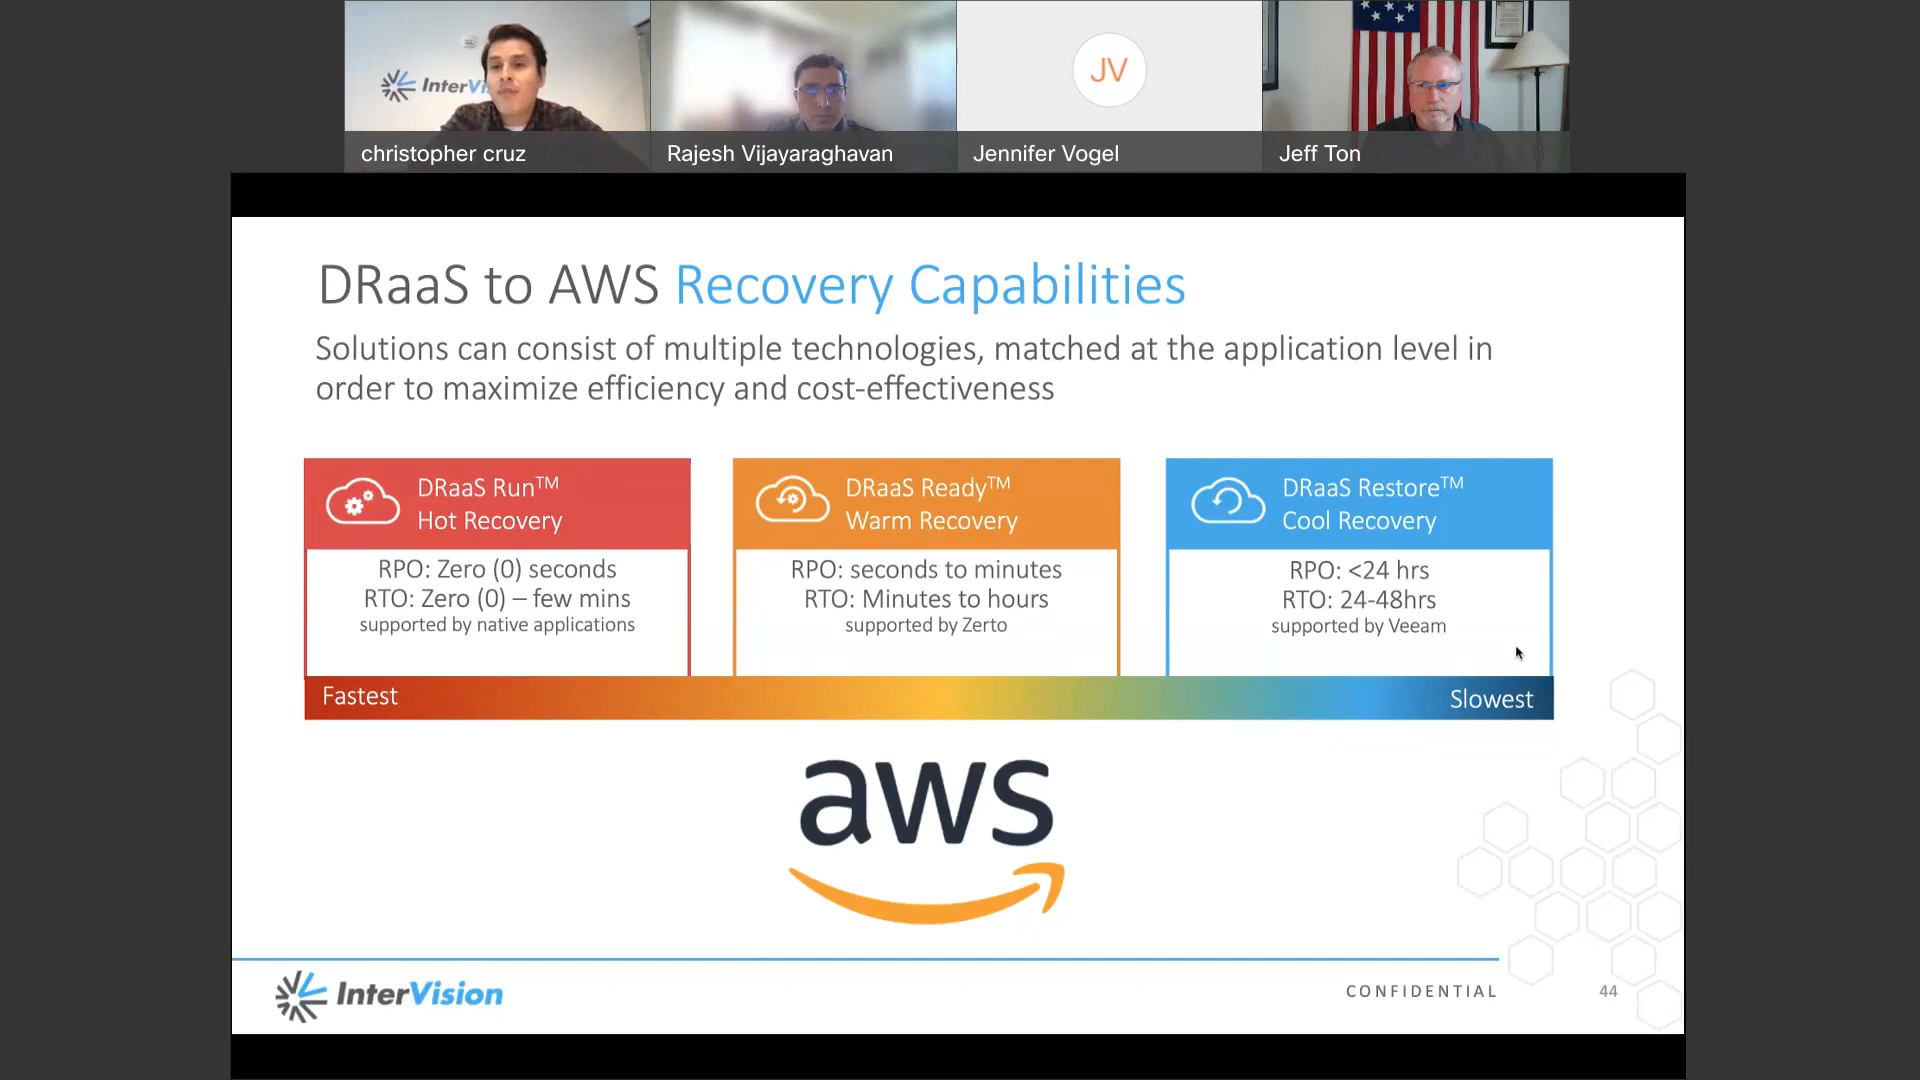 InterVi
JV
christopher cruz
Rajesh Vijayaraghavan
Jennifer Vogel
Jeff Ton
DRaaS to AWS Recovery Capabilities
Solutions can consist of multiple technologies, matched at the application level in
order to maximize efficiency and cost-effectiveness
DRaaS Run™
Hot Recovery
RPO: Zero (0) seconds
RTO: Zero (0) – few mins
supported by native applications
DRaaS Ready™
Warm Recovery
RPO: seconds to minutes
RTO: Minutes to hours
supported by Zerto
DRaaS Restore™
Cool Recovery
RPO: <24 hrs
RTO: 24-48hrs
supported by Veeam
Fastest
Slowest
aws
InterVision
CONFIDENTIAL
44